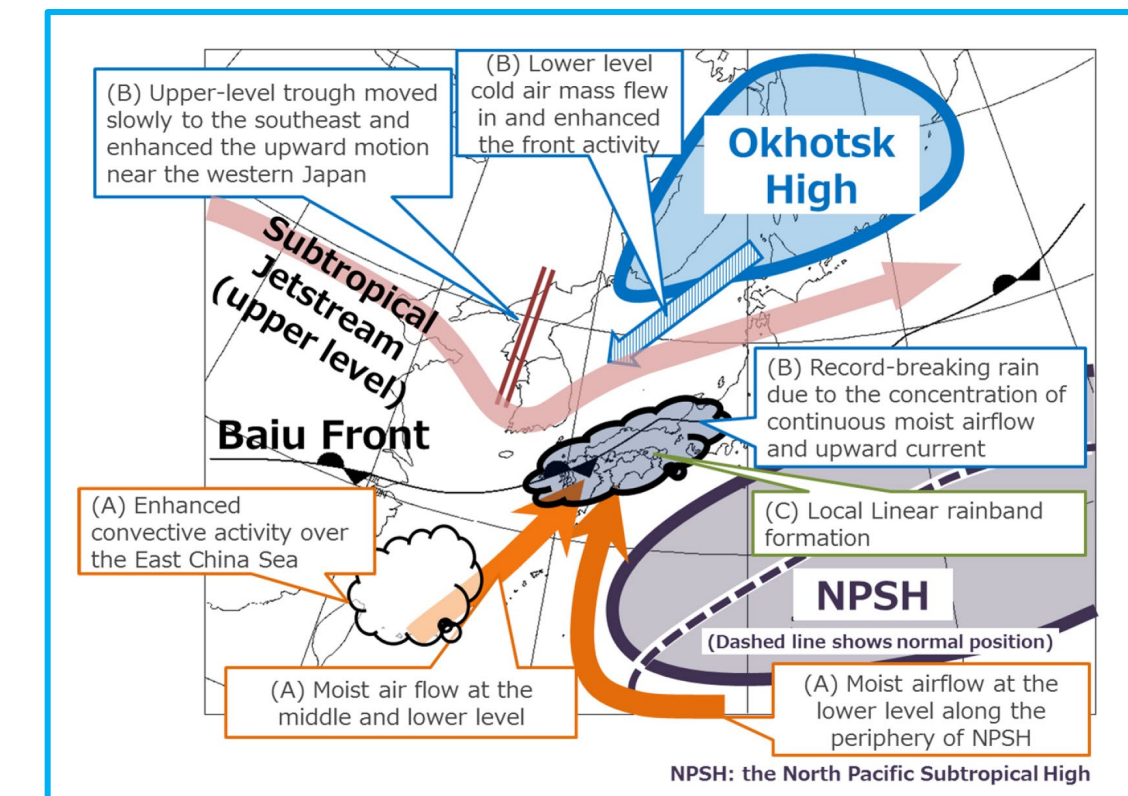 (B) Upper-level trough moved
slowly to the southeast and
enhanced the upward motion
near the western Japan
(B) Lower level
cold air mass flew
in and enhanced
the front activity
Okhotsk
High
Subtropical
Jetstream
(upper level)
Baiu Front
(B) Record-breaking rain
due to the concentration of
continuous moist airflow
and upward current
(A) Enhanced
convective activity over
the East China Sea
(C) Local Linear rainband
formation
NPSH
(Dashed line shows normal position)
(A) Moist air flow at the
middle and lower level
(A) Moist airflow at the
lower level along the
periphery of NPSH
NPSH: the North Pacific Subtropical High